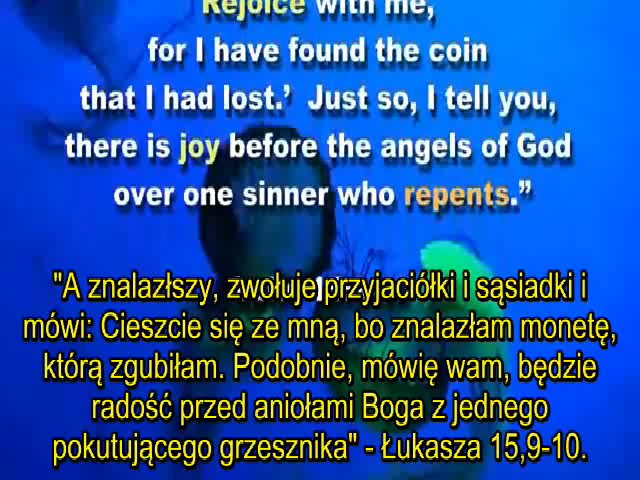 Rejoice with me,
for I have found the coin
that I had lost.’ Just so, I tell you,
there is joy before the angels of God
over one sinner who repents.”
"A znalazłszy, zwołuje przyjaciółki i sąsiadki i
mówi: Cieszcie się ze mną, bo znalazłam monetę,
którą zgubiłam. Podobnie, mówię wam, będzie
radość przed aniołami Boga z jednego
pokutującego grzesznika" - Łukasza 15,9-10.